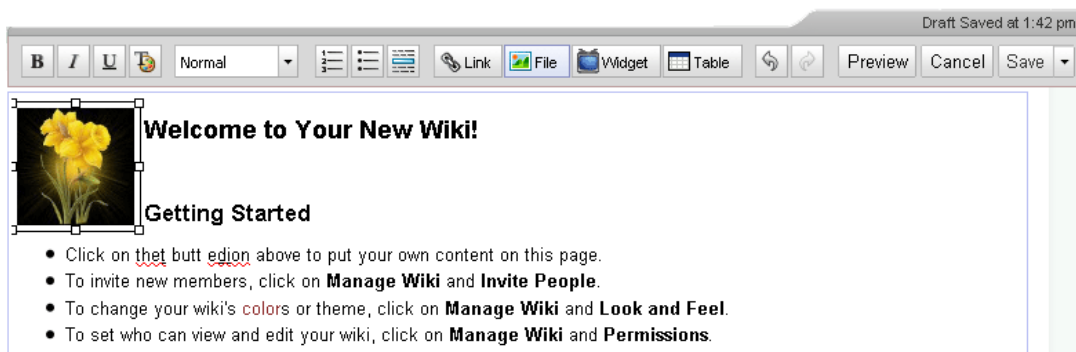 Draft Saved at 1:42 pm
B I U T Normal Link File Widget Table Preview Cancel Save
Welcome to Your New Wiki!
Getting Started
• Click on thet butt edjon above to put your own content on this page.
• To invite new members, click on Manage Wiki and Invite People.
• To change your wiki's colors or theme, click on Manage Wiki and Look and Feel.
• To set who can view and edit your wiki, click on Manage Wiki and Permissions.